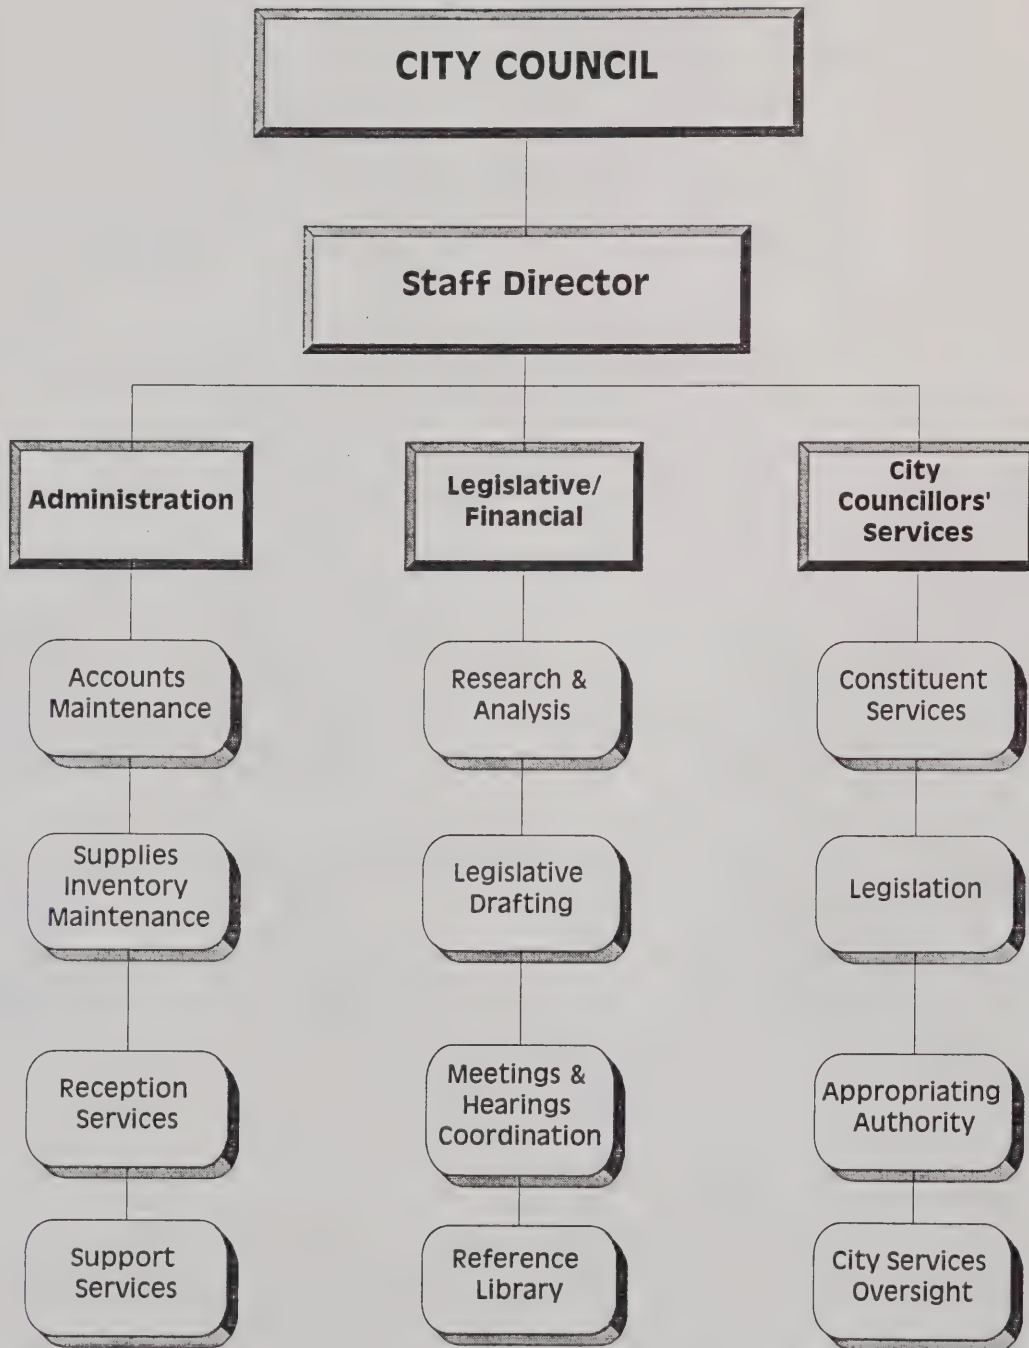 CITY COUNCIL
Staff Director
Administration
Legislative/
Financial
City
Councillors'
Services
Accounts
Maintenance
Research &
Analysis
Constituent
Services
Supplies
Inventory
Maintenance
Legislative
Drafting
Legislation
Reception
Services
Meetings &
Hearings
Coordination
Appropriating
Authority
Support
Services
Reference
Library
City Services
Oversight